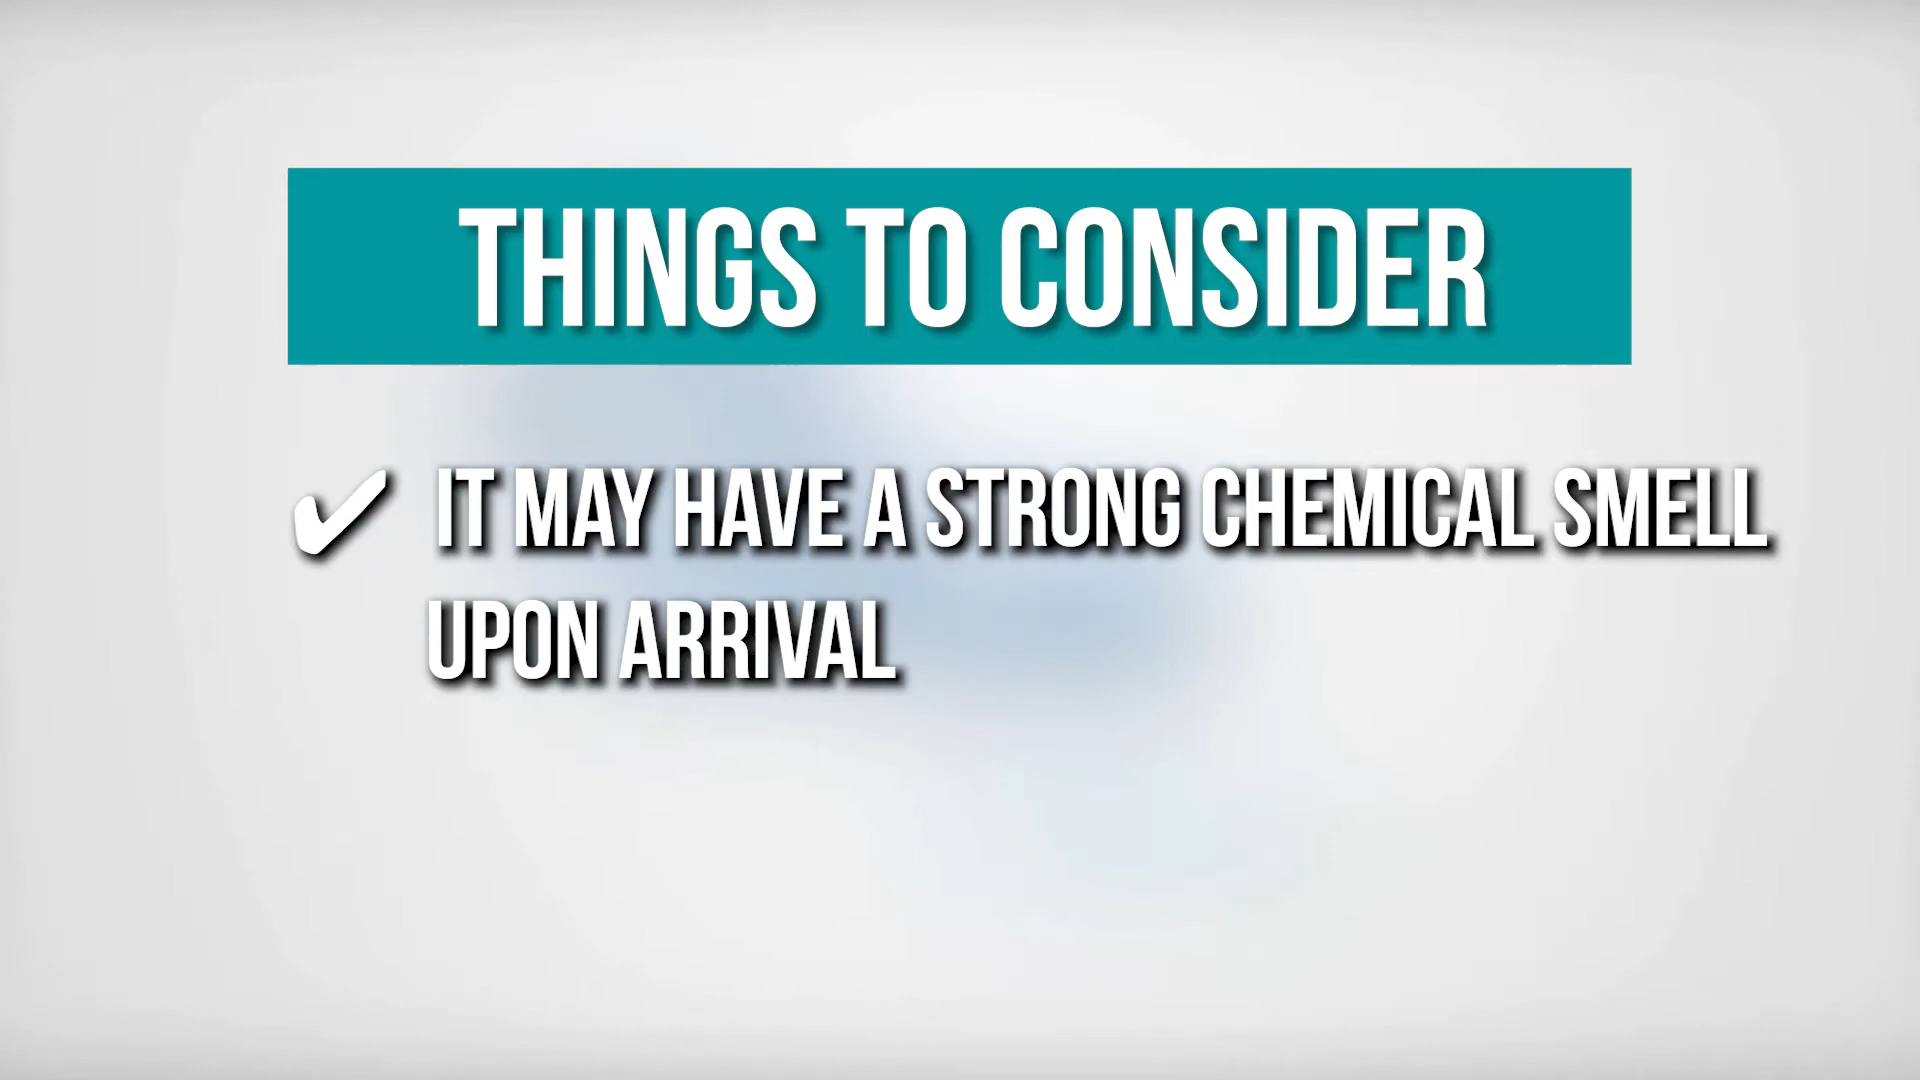 THINGS TO CONSIDER
✔ IT MAY HAVE A STRONG CHEMICAL SMELL
UPON ARRIVAL